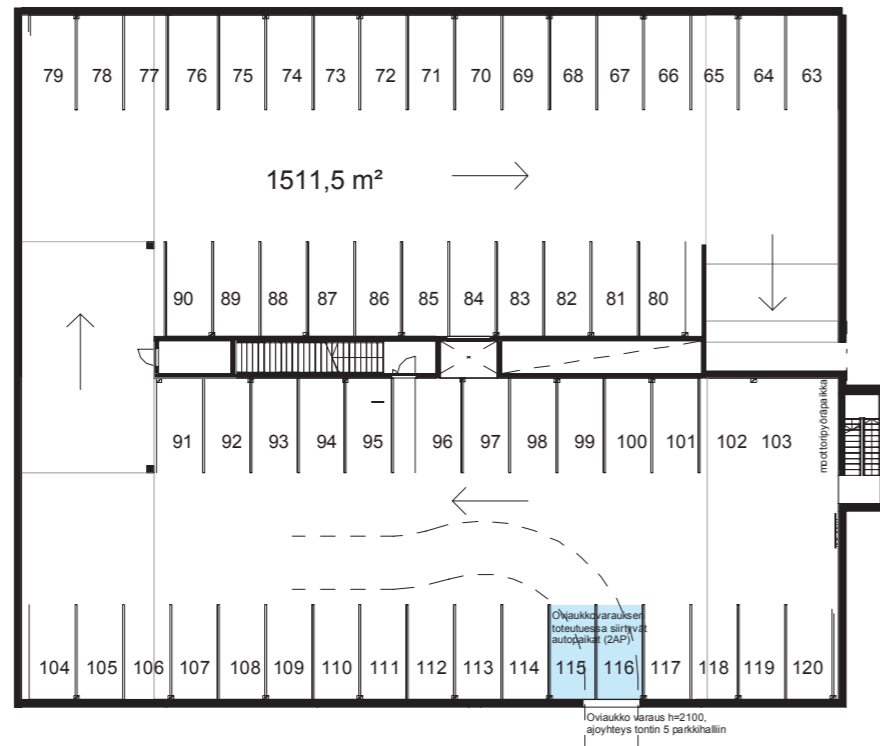 79 78 77 76 75 74 73 72 71 70 69 68 67 66 65 64 63
1511,5 m²
90 89 88 87 86 85 84 83 82 81 80
moottoripyöräpaikka
91 92 93 94 95 96 97 98 99 100 101 102 103
Oviaukkovarauksen
toteutuessa siirtyvät
autopaikat (2AP)
104 105 106 107 108 109 110 111 112 113 114 115 116 117 118 119 120
Oviaukko varaus h=2100,
ajoyhteys tontin 5 parkkihalliin